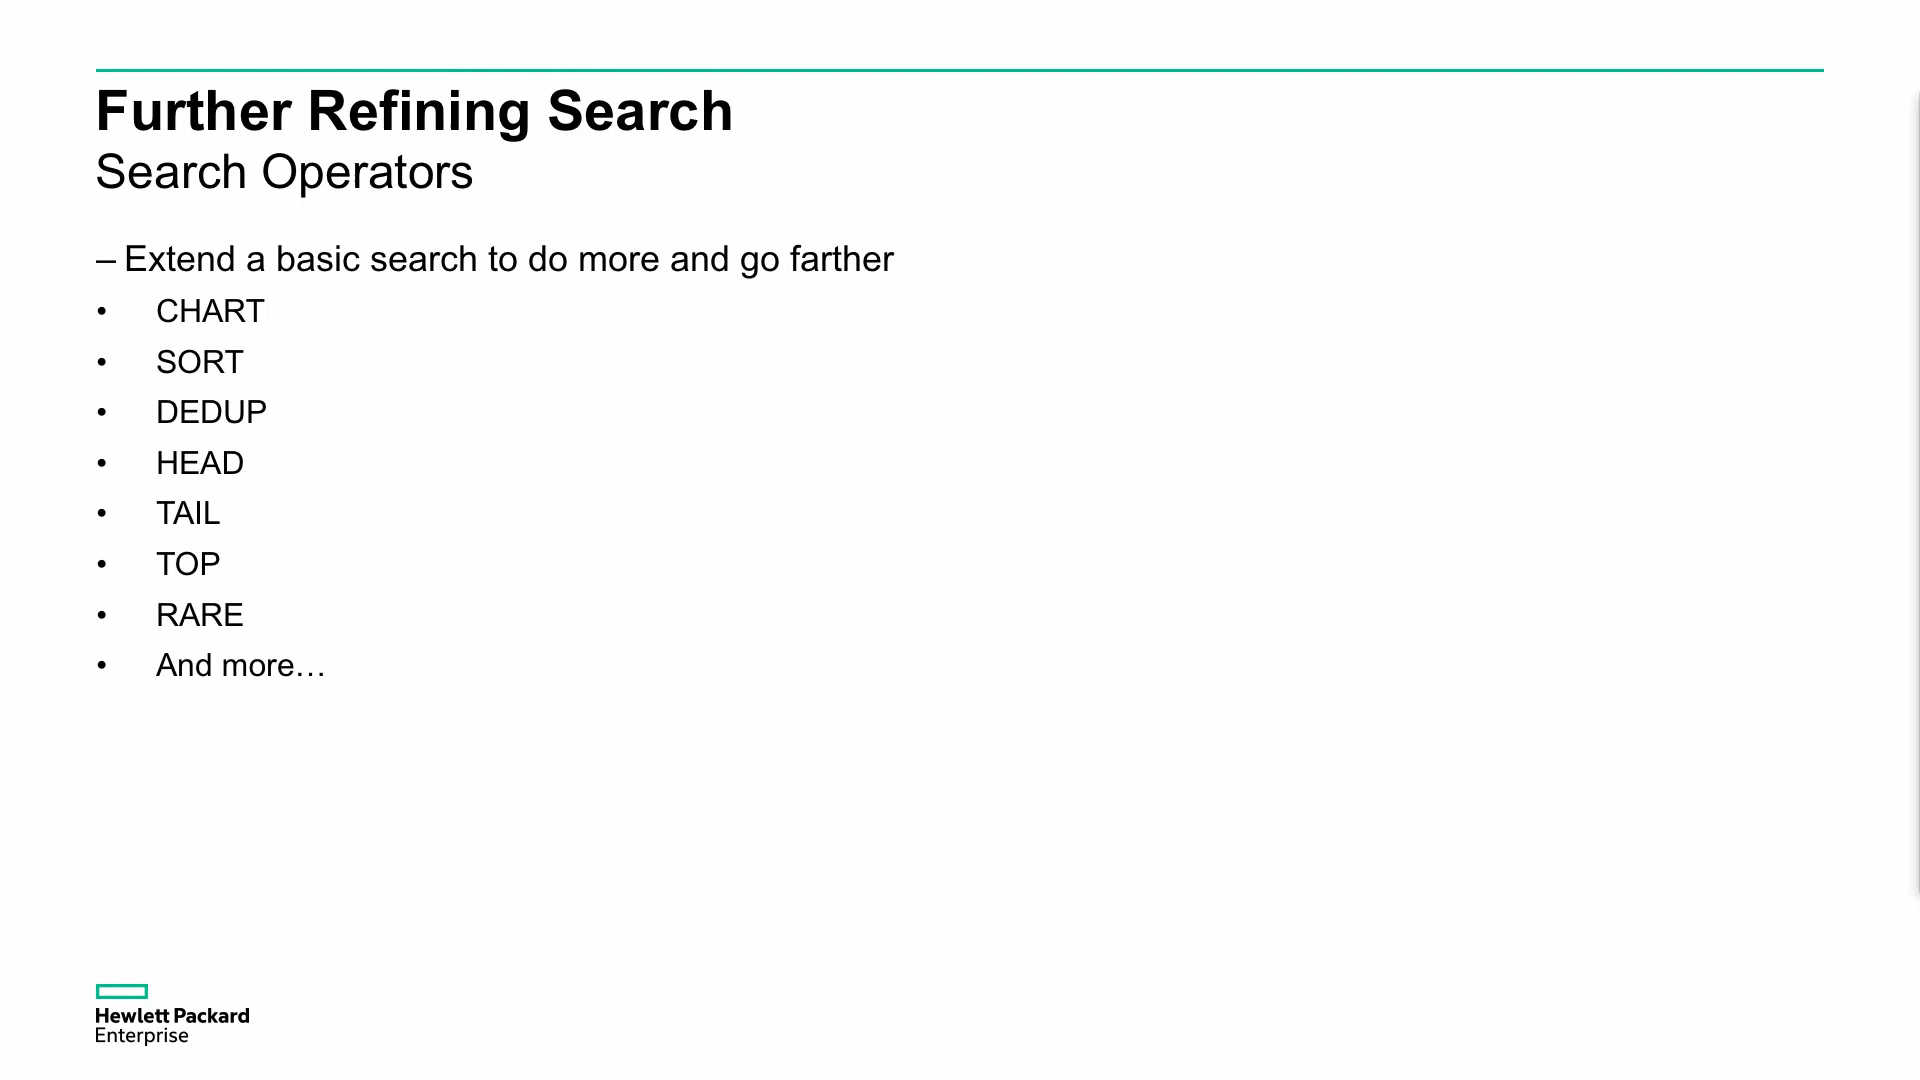 Further Refining Search
Search Operators
– Extend a basic search to do more and go farther
• CHART
• SORT
• DEDUP
• HEAD
• TAIL
• TOP
• RARE
• And more…
Hewlett Packard
Enterprise